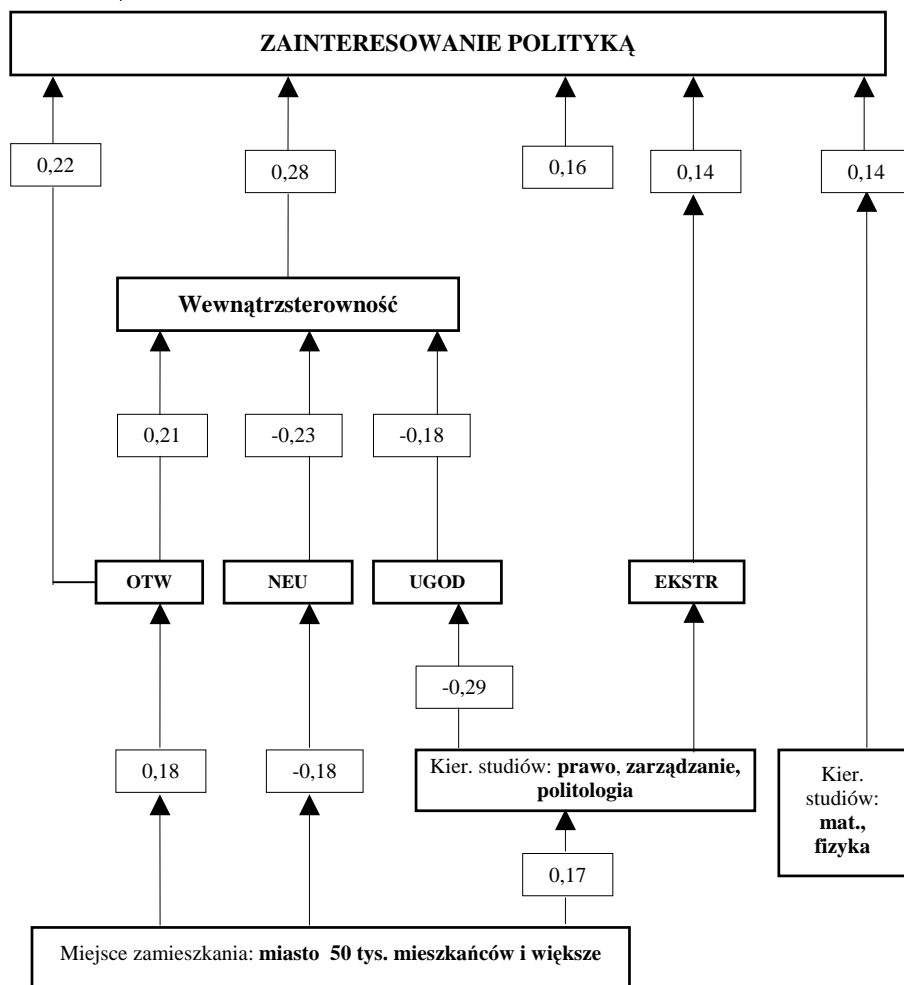 ZAINTERESOWANIE POLITYKĄ
0,22
0,28
0,16
0,14
0,14
Wewnątrzsterowność
0,21
-0,23
-0,18
OTW
NEU
UGOD
EKSTR
-0,29
0,18
-0,18
Kier. studiów: prawo, zarządzanie,
politologia
Kier.
studiów:
mat.,
fizyka
0,17
Miejsce zamieszkania: miasto 50 tys. mieszkańców i większe